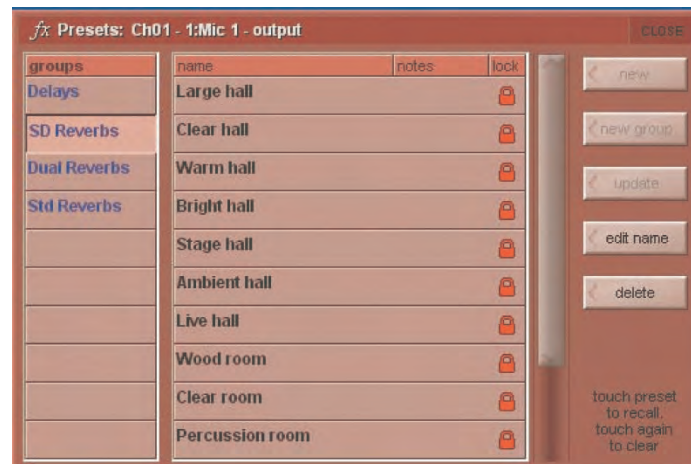 fx Presets: Ch01 - 1:Mic 1 - output
CLOSE
groups
Delays
SD Reverbs
Dual Reverbs
Std Reverbs
name notes lock
Large hall
Clear hall
Warm hall
Bright hall
Stage hall
Ambient hall
Live hall
Wood room
Clear room
Percussion room
new
new group
update
edit name
delete
touch preset
to recall,
touch again
to clear